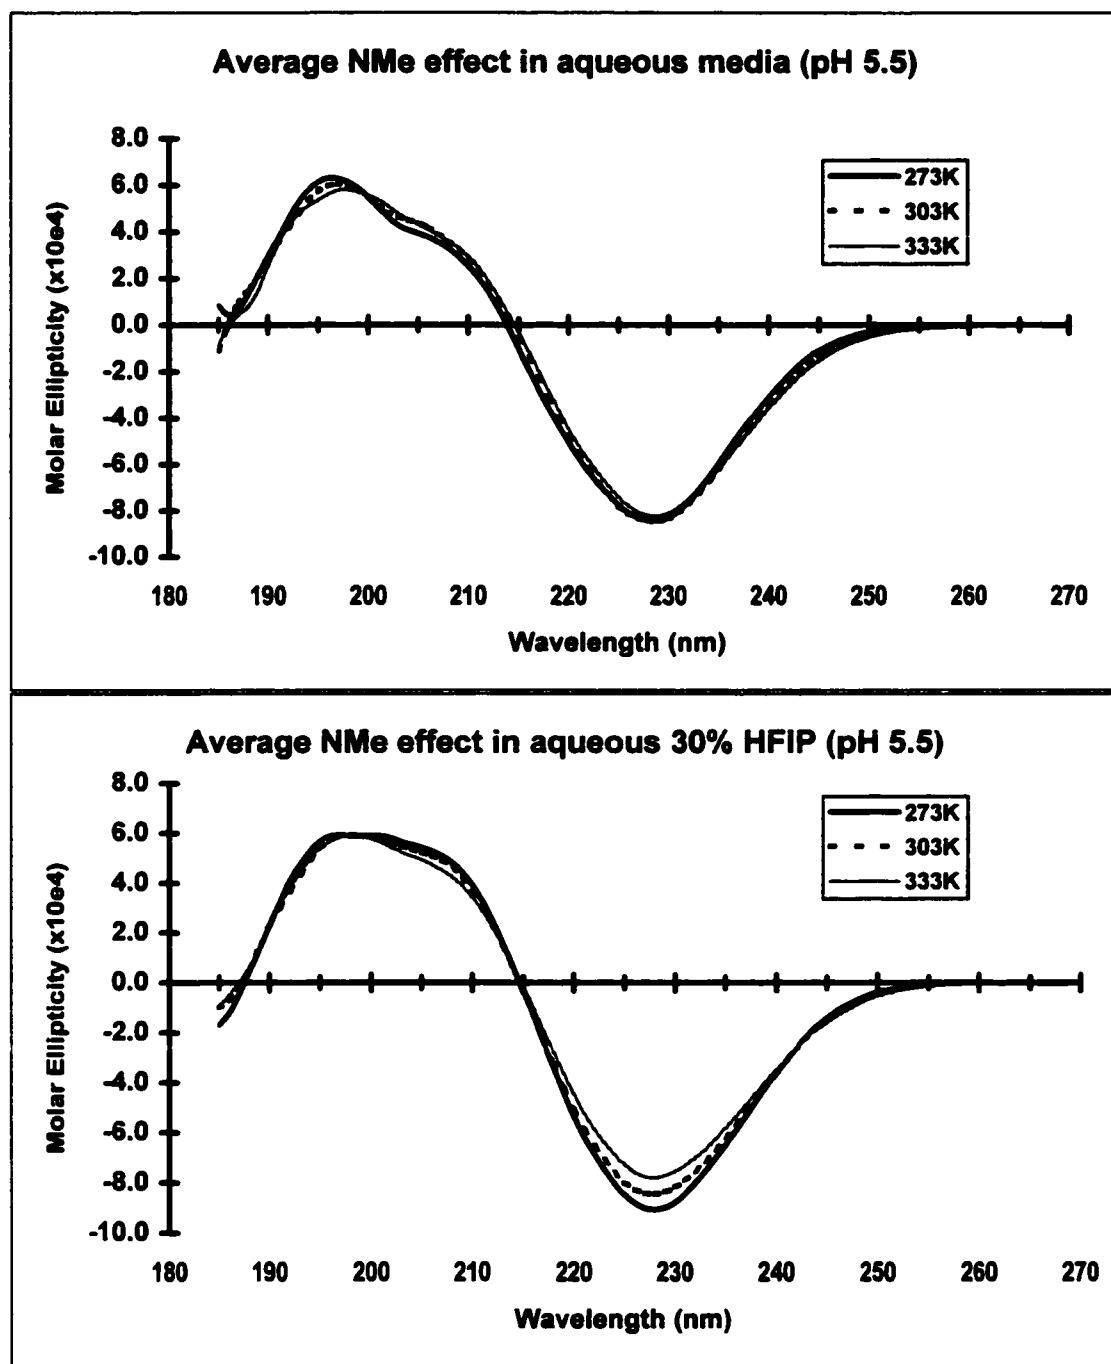 Average NMe effect in aqueous media (pH 5.5)
Molar Ellipticity (x10e4)
8.0
6.0
4.0
2.0
0.0
-2.0
-4.0
-6.0
-8.0
-10.0
273K
303K
333K
180 190 200 210 220 230 240 250 260 270
Wavelength (nm)
Average NMe effect in aqueous 30% HFIP (pH 5.5)
Molar Ellipticity (x10e4)
8.0
6.0
4.0
2.0
0.0
-2.0
-4.0
-6.0
-8.0
-10.0
273K
303K
333K
180 190 200 210 220 230 240 250 260 270
Wavelength (nm)